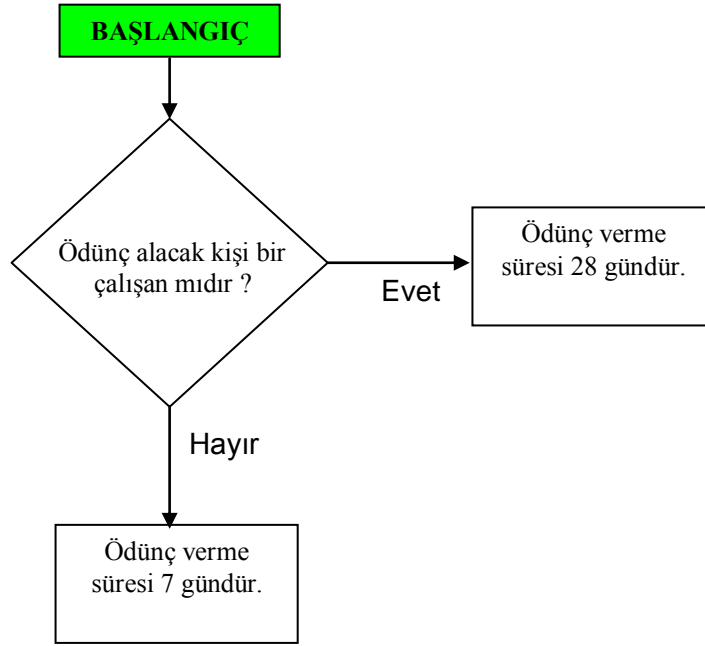 BAŞLANGIÇ
Ödünç alacak kişi bir
çalışan mıdır ?
Evet
Ödünç verme
süresi 28 gündür.
Hayır
Ödünç verme
süresi 7 gündür.